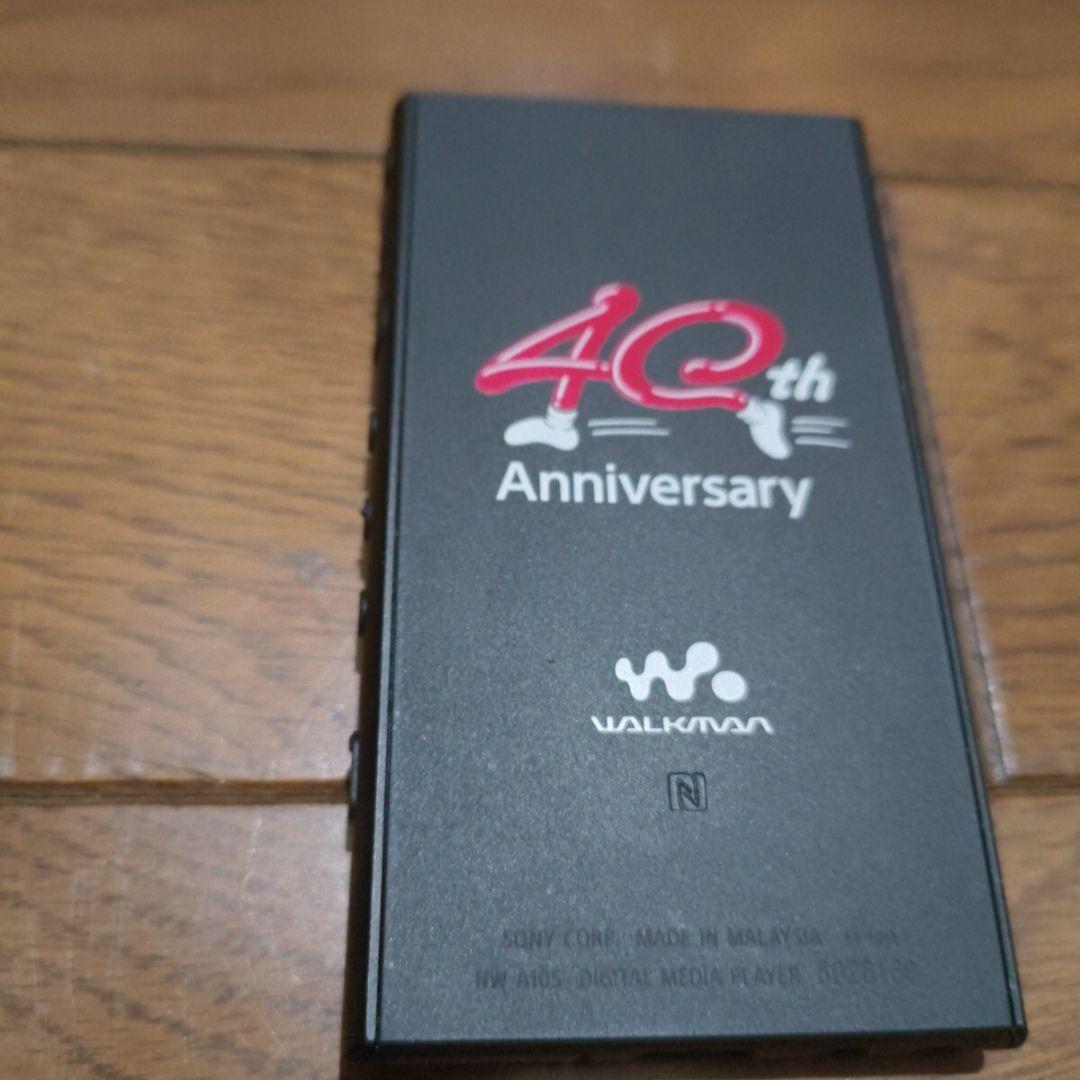 40th
Anniversary
WALKMAN
SONY CORP. MADE IN MALAYSIA
NW A105 DIGITAL MEDIA PLAYER